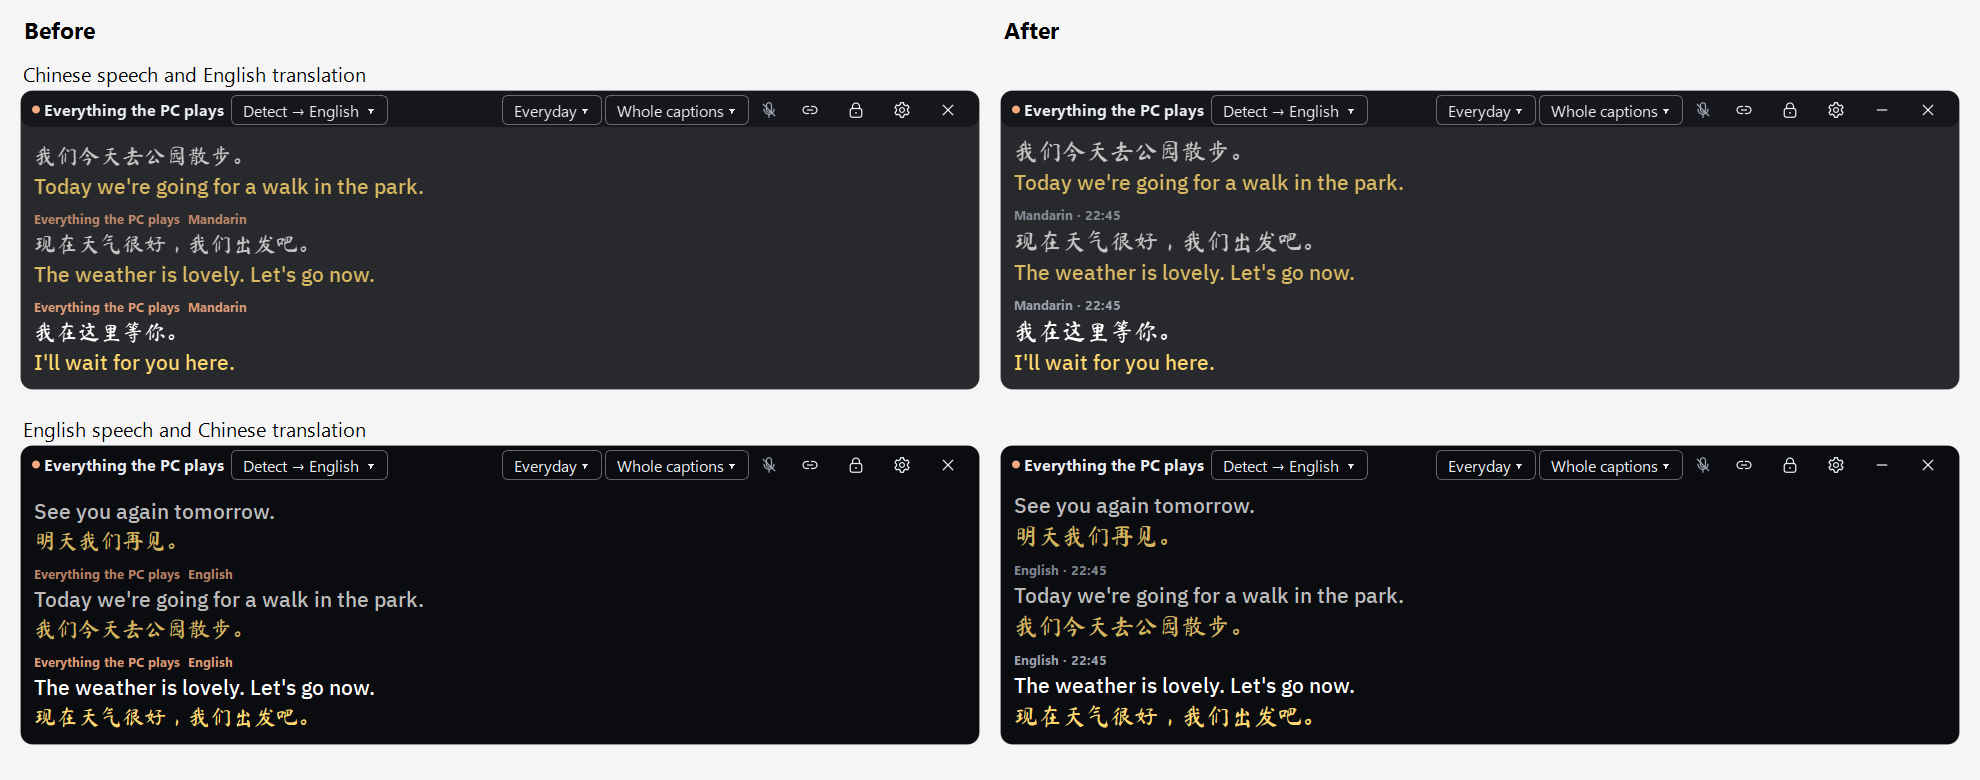 Before
Chinese speech and English translation
Everything the PC plays Detect → English ▾ Everyday ▾ Whole captions ▾
我们今天去公园散步。
Today we're going for a walk in the park.
Everything the PC plays Mandarin
现在天气很好，我们出发吧。
The weather is lovely. Let's go now.
Everything the PC plays Mandarin
我在这里等你。
I'll wait for you here.
English speech and Chinese translation
Everything the PC plays Detect → English ▾ Everyday ▾ Whole captions ▾
See you again tomorrow.
明天我们再见。
Everything the PC plays English
Today we're going for a walk in the park.
我们今天去公园散步。
Everything the PC plays English
The weather is lovely. Let's go now.
现在天气很好，我们出发吧。
After
Everything the PC plays Detect → English ▾ Everyday ▾ Whole captions ▾
我们今天去公园散步。
Today we're going for a walk in the park.
Mandarin · 22:45
现在天气很好，我们出发吧。
The weather is lovely. Let's go now.
Mandarin · 22:45
我在这里等你。
I'll wait for you here.
Everything the PC plays Detect → English ▾ Everyday ▾ Whole captions ▾
See you again tomorrow.
明天我们再见。
English · 22:45
Today we're going for a walk in the park.
我们今天去公园散步。
English · 22:45
The weather is lovely. Let's go now.
现在天气很好，我们出发吧。